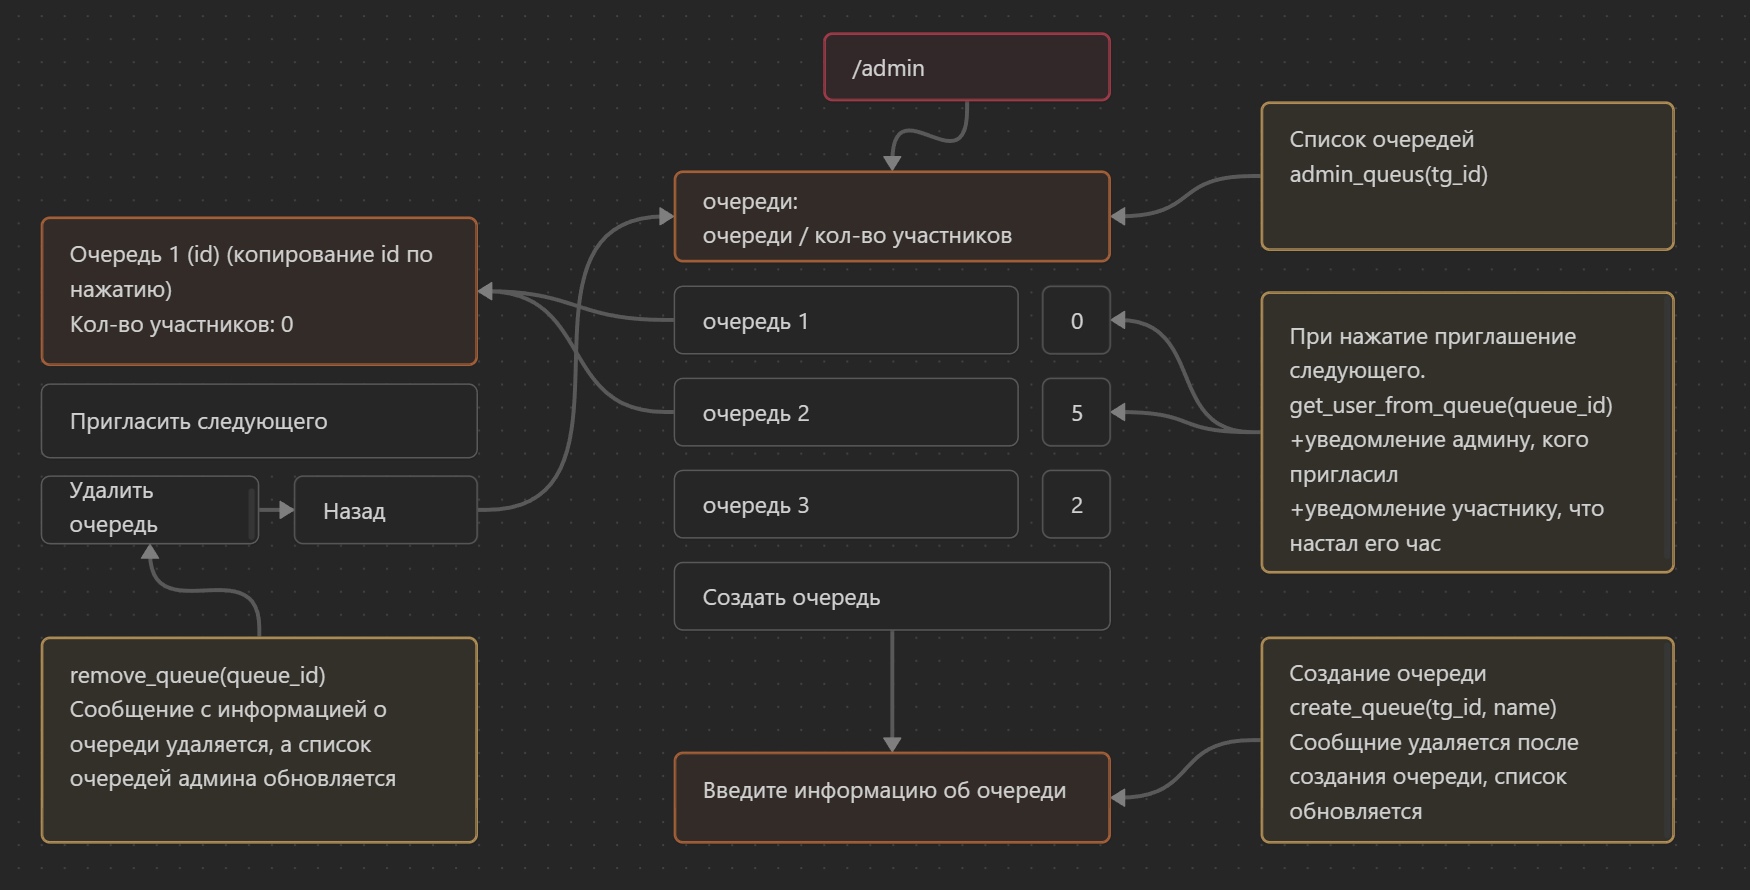 /admin
Список очередей
admin_queus(tg_id)
очереди:
очереди / кол-во участников
Очередь 1 (id) (копирование id по
нажатию)
Кол-во участников: 0
Пригласить следующего
Удалить
очередь
Назад
очередь 1
0
очередь 2
5
очередь 3
2
Создать очередь
При нажатие приглашение
следующего.
get_user_from_queue(queue_id)
+уведомление админу, кого
пригласил
+уведомление участнику, что
настал его час
remove_queue(queue_id)
Сообщение с информацией о
очереди удаляется, а список
очередей админа обновляется
Введите информацию об очереди
Создание очереди
create_queue(tg_id, name)
Сообщние удаляется после
создания очереди, список
обновляется